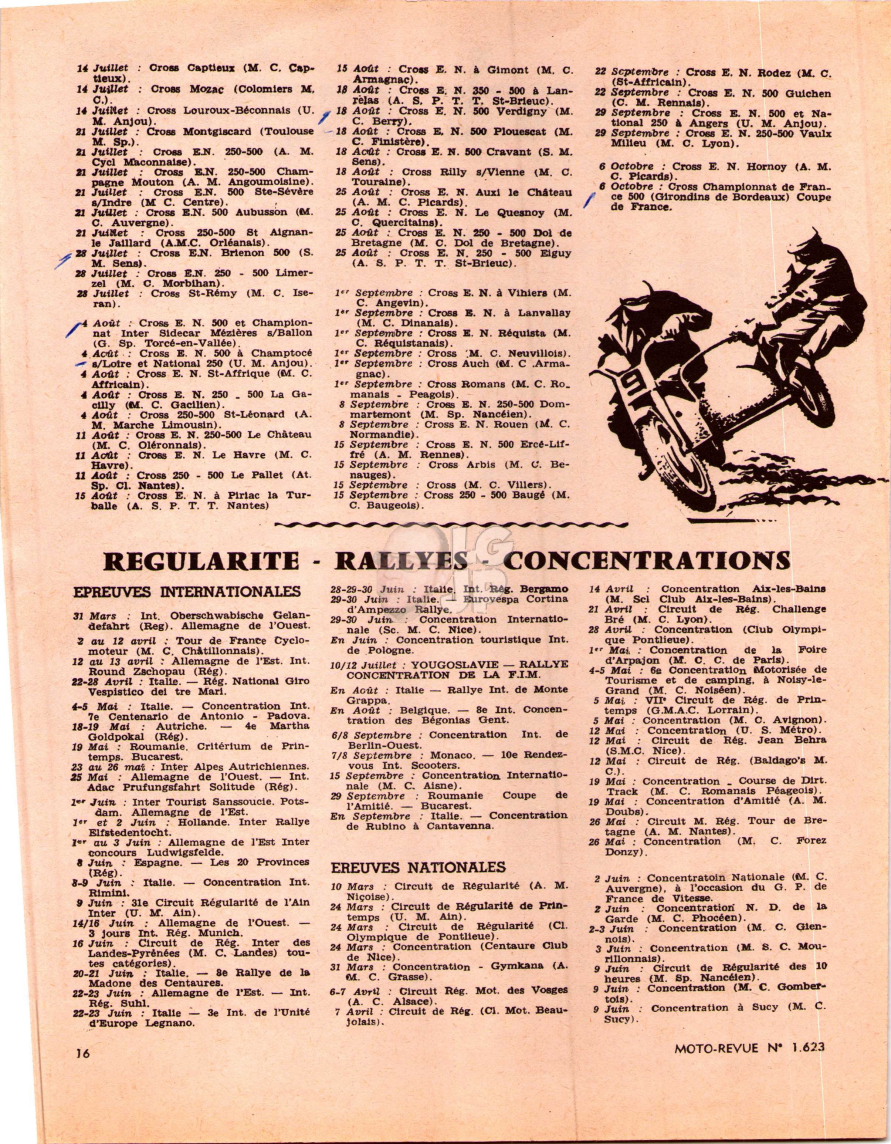 14 Juillet : Cross Captieux (M. C. Cap-
tieux).
14 Juillet : Cross Mozac (Colomiers M.
C.).
14 Juillet : Cross Louroux-Béconnais (U.
M. Anjou).
21 Juillet : Cross Montgiscard (Toulouse
M. Sp.).
21 Juillet : Cross E.N. 250-500 (A. M.
Cycl Maconnaise).
21 Juillet : Cross E.N. 250-500 Cham-
pagne Mouton (A. M. Angoumoisine).
21 Juillet : Cross E.N. 500 Ste-Sévère
s/Indre (M C. Centre).
21 Juillet : Cross E.N. 500 Aubusson (M.
C. Auvergne).
21 Juillet : Cross 250-500 St Aignan-
le Jaillard (A.M.C. Orléanais).
28 Juillet : Cross E.N. Brienon 500 (S.
M. Sens).
28 Juillet : Cross E.N. 250 - 500 Limer-
zel (M. C. Morbihan).
28 Juillet : Cross St-Rémy (M. C. Ise-
ran).
4 Août : Cross E. N. 500 et Champion-
nat Inter Sidecar Mézières s/Ballon
(G. Sp. Torcé-en-Vallée).
4 Août : Cross E. N. 500 à Champtocé
s/Loire et National 250 (U. M. Anjou).
4 Août : Cross E. N. St-Afrique (M. C.
Affricain).
4 Août : Cross E. N. 250 - 500 La Ga-
cilly (M. C. Gacilien).
4 Août : Cross 250-500 St-Léonard (A.
M. Marche Limousin).
11 Août : Cross E. N. 250-500 Le Château
(M. C. Oléronnais).
11 Août : Cross E. N. Le Havre (M. C.
Havre).
11 Août : Cross 250 - 500 Le Pallet (At.
Sp. Cl. Nantes).
15 Août : Cross E. N. à Piriac la Tur-
balle (A. S. P. T. T. Nantes)
15 Août : Cross E. N. à Gimont (M. C.
Armagnac).
18 Août : Cross E. N. 350 - 500 à Lan-
rélas (A. S. P. T. T. St-Brieuc).
18 Août : Cross E. N. 500 Verdigny (M.
C. Berry).
18 Août : Cross E. N. 500 Plouescat (M.
C. Finistère).
18 Août : Cross E. N. 500 Cravant (S. M.
Sens).
18 Août : Cross Rilly s/Vienne (M. C.
Touraine).
25 Août : Cross E. N. Auxi le Château
(A. M. C. Picards).
25 Août : Cross E. N. Le Quesnoy (M.
C. Quercitains).
25 Août : Cross E. N. 250 - 500 Dol de
Bretagne (M. C. Dol de Bretagne).
25 Août : Cross E. N. 250 - 500 Eiguy
(A. S. P. T. T. St-Brieuc).
1er Septembre : Cross E. N. à Vihiers (M.
C. Angevin).
1er Septembre : Cross E. N. à Lanvallay
(M. C. Dinanais).
1er Septembre : Cross E. N. Réquista (M.
C. Réquistanais).
1er Septembre : Cross (M. C. Neuvillois).
1er Septembre : Cross Auch (M. C .Arma-
gnac).
1er Septembre : Cross Romans (M. C. Ro-
manais - Peageois).
8 Septembre : Cross E. N. 250-500 Dom-
martemont (M. Sp. Nancéien).
8 Septembre : Cross E. N. Rouen (M. C.
Normandie).
15 Septembre : Cross E. N. 500 Ercé-Lif-
fré (A. M. Rennes).
15 Septembre : Cross Arbis (M. C. Be-
nauges).
15 Septembre : Cross (M. C. Villers).
15 Septembre : Cross 250 - 500 Baugé (M.
C. Baugeois).
22 Septembre : Cross E. N. Rodez (M. C.
(St-Affricain).
22 Septembre : Cross E. N. 500 Guichen
(C. M. Rennais).
29 Septembre : Cross E. N. 500 et Na-
tional 250 à Angers (U. M. Anjou).
29 Septembre : Cross E. N. 250-500 Vaulx
Milieu (M. C. Lyon).
6 Octobre : Cross E. N. Hornoy (A. M.
C. Picards).
6 Octobre : Cross Championnat de Fran-
ce 500 (Girondins de Bordeaux) Coupe
de France.
9
REGULARITE - RALLYES - CONCENTRATIONS
EPREUVES INTERNATIONALES
31 Mars : Int. Oberschwabische Gelan-
defahrt (Reg). Allemagne de l'Ouest.
2 au 12 avril : Tour de France Cyclo-
moteur (M. C. Châtillonnais).
12 au 13 avril : Allemagne de l'Est. Int.
Round Zschopau (Rég).
22-28 Avril : Italie. — Rég. National Giro
Vespistico dei tre Mari.
4-5 Mai : Italie. — Concentration Int.
7e Centenario de Antonio - Padova.
18-19 Mai : Autriche. — 4e Martha
Goldpokal (Rég).
19 Mai : Roumanie. Critérium de Prin-
temps. Bucarest.
23 au 26 mai : Inter Alpes Autrichiennes.
25 Mai : Allemagne de l'Ouest. — Int.
Adac Prufungsfahrt Solitude (Rég).
1er Juin : Inter Tourist Sanssoucie. Pots-
dam. Allemagne de l'Est.
1er et 2 Juin : Hollande. Inter Rallye
Elfstedentocht.
1er au 3 Juin : Allemagne de l'Est Inter
concours Ludwigsfelde.
8 Juin : Espagne. — Les 20 Provinces
(Rég).
8-9 Juin : Italie. — Concentration Int.
Rimini.
9 Juin : 31e Circuit Régularité de l'Ain
Inter (U. M. Ain).
14/16 Juin : Allemagne de l'Ouest. —
3 jours Int. Rég. Munich.
16 Juin : Circuit de Rég. Inter des
Landes-Pyrénées (M. C. Landes) tou-
tes catégories).
20-21 Juin : Italie. — 8e Rallye de la
Madone des Centaures.
22-23 Juin : Allemagne de l'Est. — Int.
Rég. Suhl.
22-23 Juin : Italie — 3e Int. de l'Unité
d'Europe Legnano.
28-29-30 Juin : Italie. Int. Rég. Bergamo
29-30 Juin : Italie. — Eurovespa Cortina
d'Ampezzo Rallye.
29-30 Juin : Concentration Internatio-
nale (Sc. M. C. Nice).
En Juin : Concentration touristique Int.
de Pologne.
10/12 Juillet : YOUGOSLAVIE — RALLYE
CONCENTRATION DE LA F.I.M.
En Août : Italie — Rallye Int. de Monte
Grappa.
En Août : Belgique. — 8e Int. Concen-
tration des Bégonias Gent.
6/8 Septembre : Concentration Int. de
Berlin-Ouest.
7/8 Septembre : Monaco. — 10e Rendez-
vous Int. Scooters.
15 Septembre : Concentration Internatio-
nale (M. C. Aisne).
29 Septembre : Roumanie Coupe de
l'Amitié. — Bucarest.
En Septembre : Italie. — Concentration
de Rubino à Cantavenna.
EREUVES NATIONALES
10 Mars : Circuit de Régularité (A. M.
Niçoise).
24 Mars : Circuit de Régularité de Prin-
temps (U. M. Ain).
24 Mars : Circuit de Régularité (Cl.
Olympique de Pontlieue).
24 Mars : Concentration (Centaure Club
de Nice).
31 Mars : Concentration - Gymkana (A.
M. C. Grasse).
6-7 Avril : Circuit Rég. Mot. des Vosges
(A. C. Alsace).
7 Avril : Circuit de Rég. (Cl. Mot. Beau-
jolais).
14 Avril : Concentration Aix-les-Bains
(M. Scl Club Aix-les-Bains).
21 Avril : Circuit de Rég. Challenge
Bré (M. C. Lyon).
28 Avril : Concentration (Club Olympi-
que Pontlieue).
1er Mai : Concentration de la Foire
d'Arpajon (M. C. C. de Paris).
4-5 Mai : 6e Concentration Motorisée de
Tourisme et de camping, à Noisy-le-
Grand (M. C. Noiséen).
5 Mai : VIIe Circuit de Rég. de Prin-
temps (G.M.A.C. Lorrain).
5 Mai : Concentration (M. C. Avignon).
12 Mai : Concentration (U. S. Métro).
12 Mai : Circuit de Rég. Jean Behra
(S.M.C. Nice).
12 Mai : Circuit de Rég. (Baldago's M.
C.).
19 Mai : Concentration - Course de Dirt.
Track (M. C. Romanais Péageois).
19 Mai : Concentration d'Amitié (A. M.
Doubs).
26 Mai : Circuit M. Rég. Tour de Bre-
tagne (A. M. Nantes).
26 Mai : Concentration (M. C. Forez
Donzy).
2 Juin : Concentratoin Nationale (M. C.
Auvergne), à l'occasion du G. P. de
France de Vitesse.
2 Juin : Concentration N. D. de la
Garde (M. C. Phocéen).
2-3 Juin : Concentration (M. C. Gien-
nois).
3 Juin : Concentration (M. S. C. Mou-
rillonnais).
9 Juin : Circuit de Régularité des 10
heures (M. Sp. Nancéien).
9 Juin : Concentration (M. C. Gomber-
tois).
9 Juin : Concentration à Sucy (M. C.
Sucy).
16
MOTO-REVUE N° 1.623